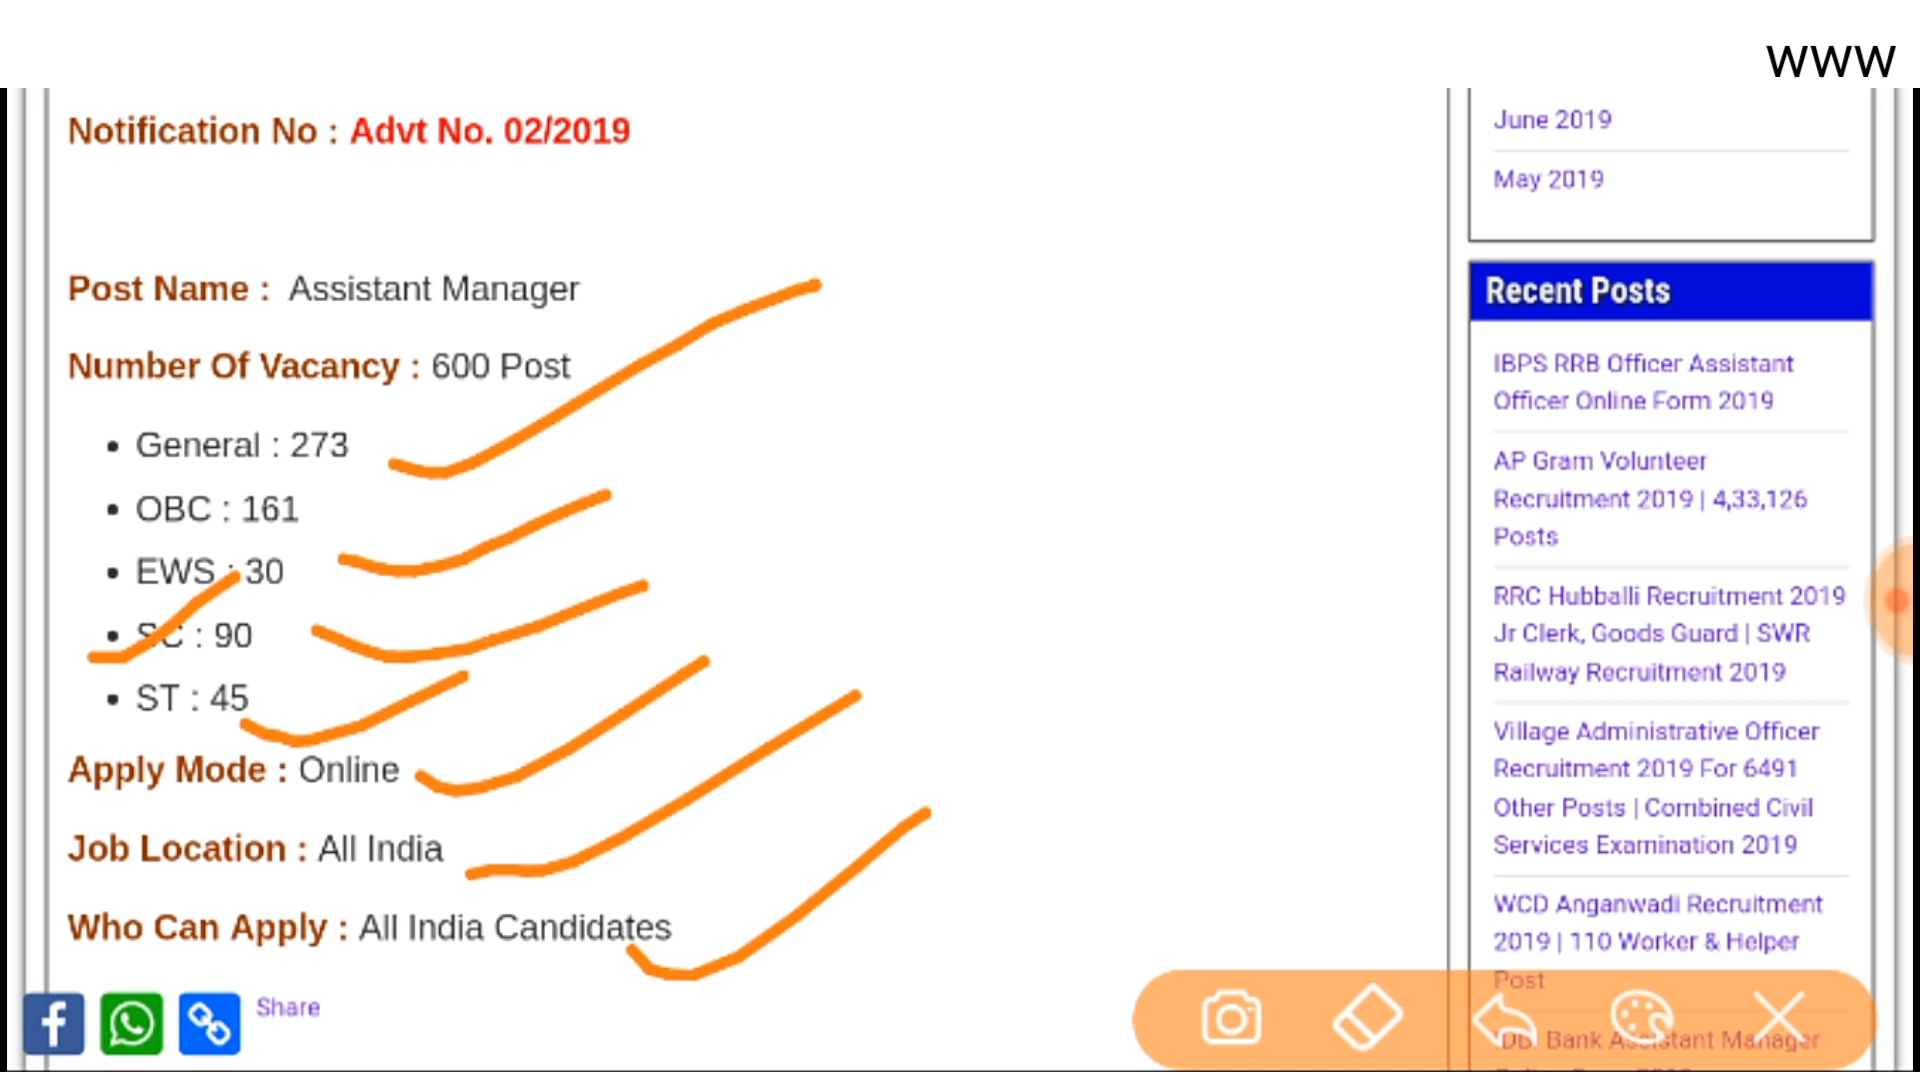 www
Notification No : Advt No. 02/2019
Post Name : Assistant Manager
Number Of Vacancy : 600 Post
• General : 273
• OBC : 161
• EWS : 30
• SC : 90
• ST : 45
Apply Mode : Online
Job Location : All India
Who Can Apply : All India Candidates
Share
June 2019
May 2019
Recent Posts
IBPS RRB Officer Assistant
Officer Online Form 2019
AP Gram Volunteer
Recruitment 2019 | 4,33,126
Posts
RRC Hubballi Recruitment 2019
Jr Clerk, Goods Guard | SWR
Railway Recruitment 2019
Village Administrative Officer
Recruitment 2019 For 6491
Other Posts | Combined Civil
Services Examination 2019
WCD Anganwadi Recruitment
2019 | 110 Worker & Helper
Post
Bank Assistant Manager